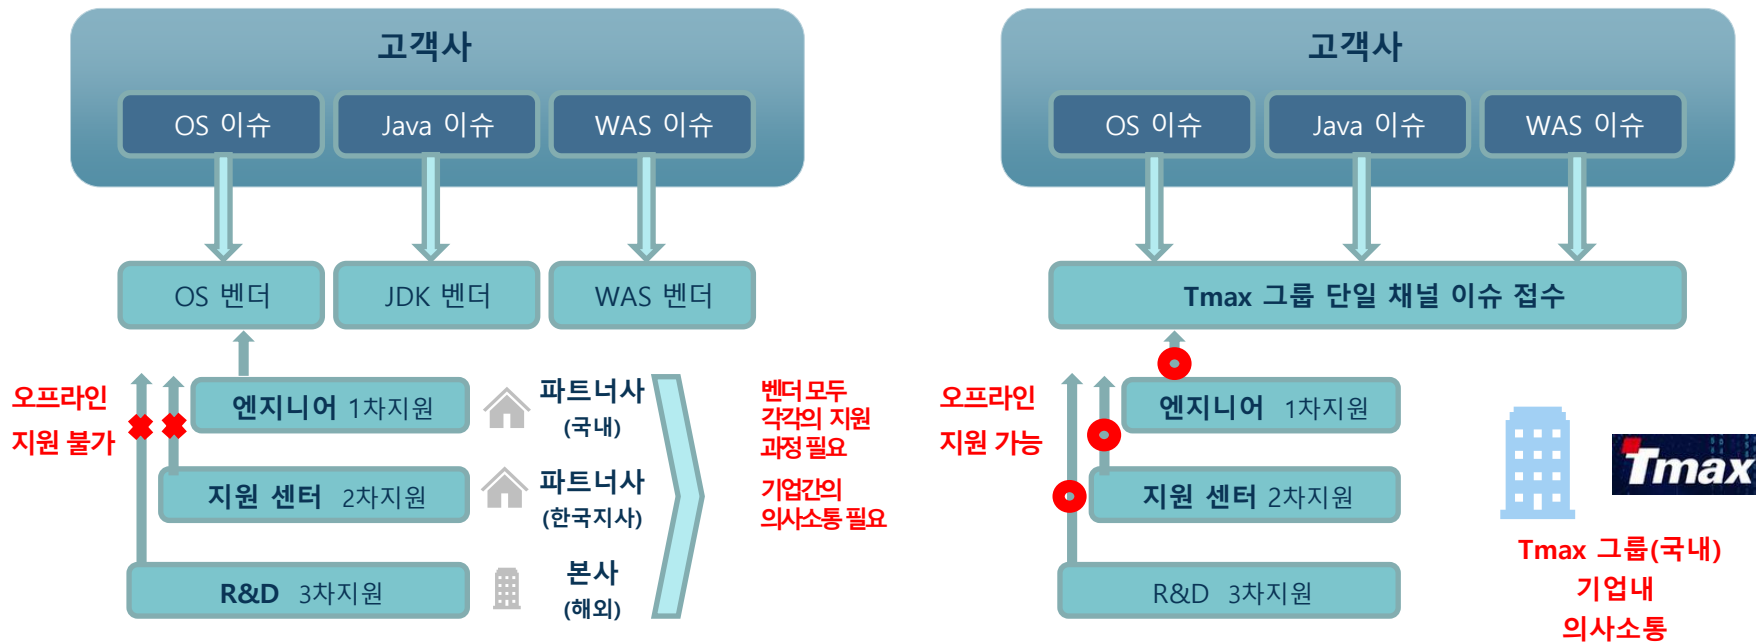 고객사
OS 이슈
Java 이슈
WAS 이슈
OS 벤더
JDK 벤더
WAS 벤더
오프라인
지원 불가
엔지니어 1차지원
파트너사
(국내)
지원 센터 2차지원
파트너사
(한국지사)
R&D 3차지원
본사
(해외)
벤더 모두
각각의 지원
과정 필요
기업간의
의사소통 필요
고객사
OS 이슈
Java 이슈
WAS 이슈
Tmax 그룹 단일 채널 이슈 접수
오프라인
지원 가능
엔지니어 1차지원
지원 센터 2차지원
R&D 3차지원
Tmax
Tmax 그룹(국내)
기업내
의사소통